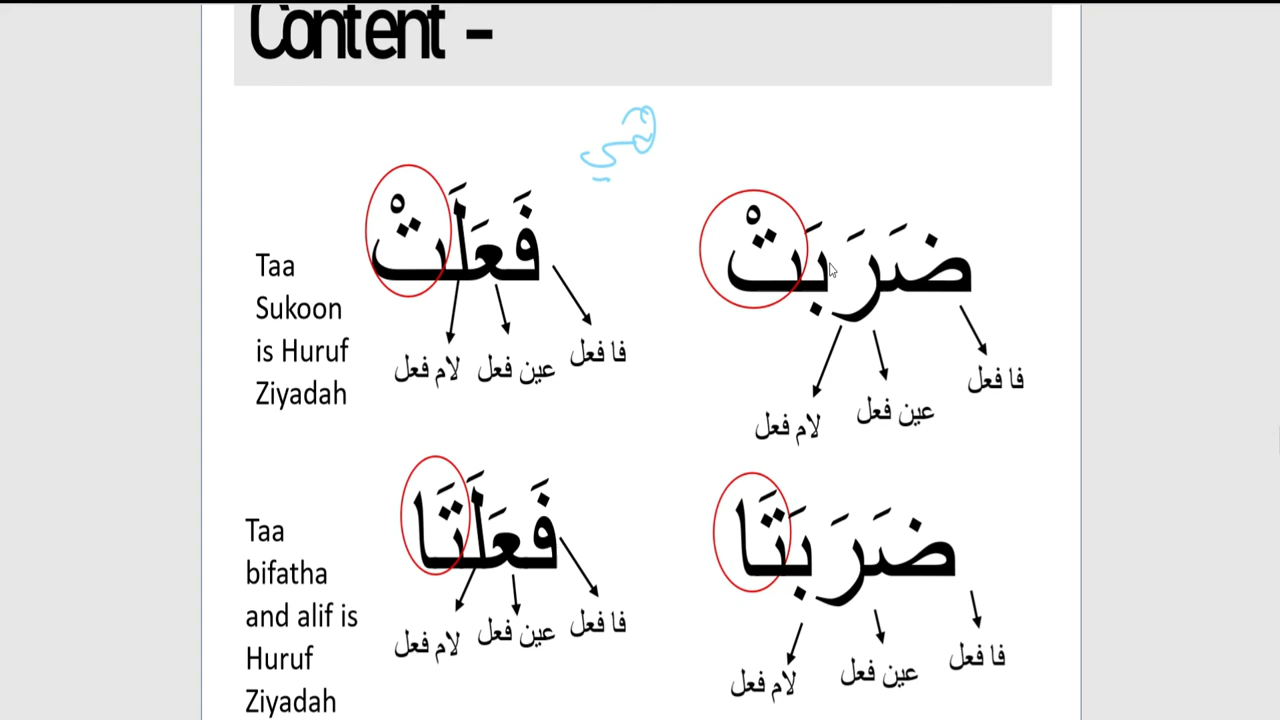 Content –
هي
فَعَلَتْ
Taa
Sukoon
is Huruf
Ziyadah
فا فعل
عين فعل
لام فعل
ضَرَبَتْ
فا فعل
عين فعل
لام فعل
فَعَلَتَا
Taa
bifatha
and alif is
Huruf
Ziyadah
فا فعل
عين فعل
لام فعل
ضَرَبَتَا
فا فعل
عين فعل
لام فعل